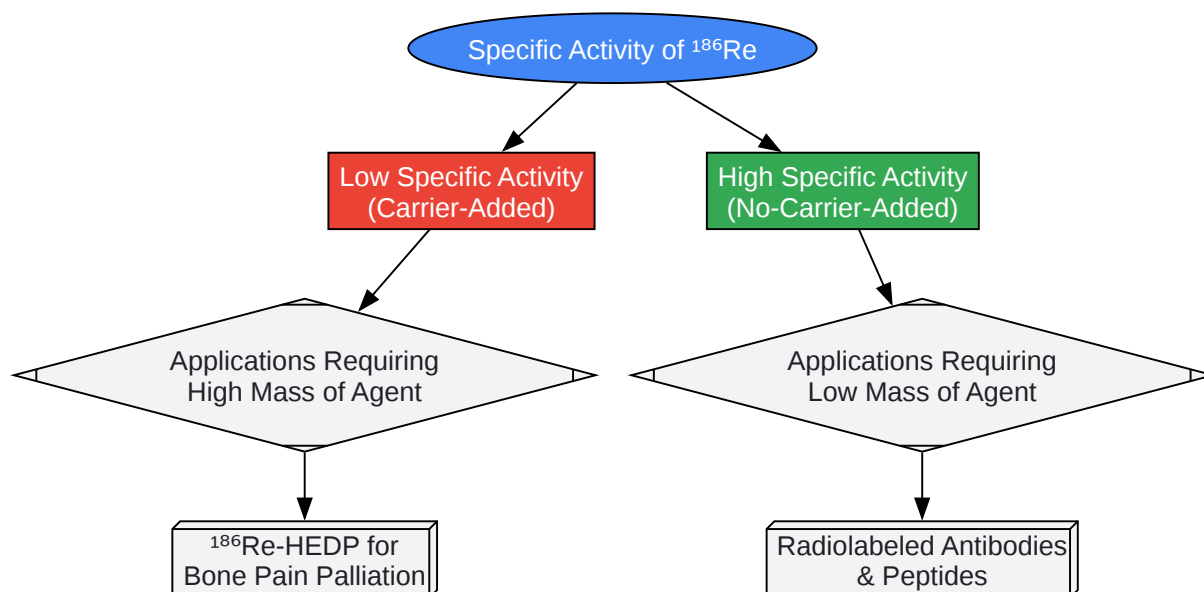 Specific Activity of ¹⁸⁶Re
Low Specific Activity
(Carrier-Added)
High Specific Activity
(No-Carrier-Added)
Applications Requiring
High Mass of Agent
Applications Requiring
Low Mass of Agent
¹⁸⁶Re-HEDP for
Bone Pain Palliation
Radiolabeled Antibodies
& Peptides